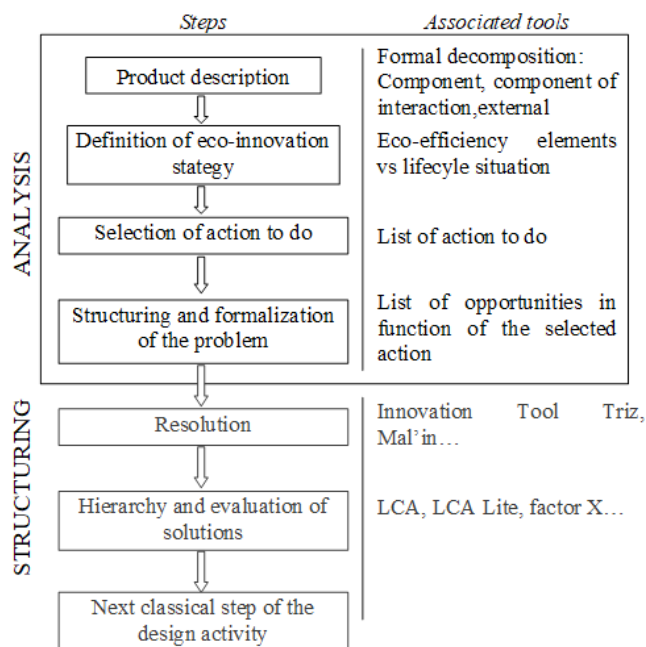 Steps
Associated tools
ANALYSIS
Product description
Formal decomposition:
Component, component of
interaction,external
Definition of eco-innovation
stategy
Eco-efficiency elements
vs lifecyle situation
Selection of action to do
List of action to do
Structuring and formalization
of the problem
List of opportunities in
function of the selected
action
STRUCTURING
Resolution
Innovation Tool Triz,
Mal’in…
Hierarchy and evaluation of
solutions
LCA, LCA Lite, factor X…
Next classical step of the
design activity